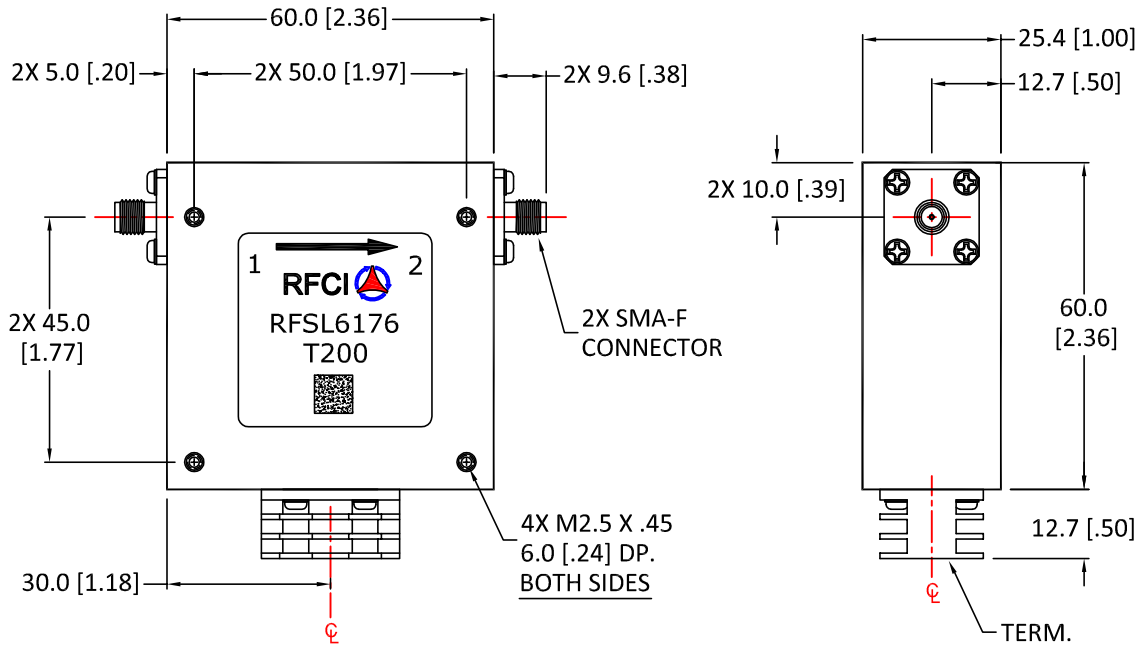 60.0 [2.36]
2X 5.0 [.20]
2X 50.0 [1.97]
2X 9.6 [.38]
25.4 [1.00]
12.7 [.50]
2X 10.0 [.39]
1
2
RFCI
RFSL6176
T200
2X 45.0
[1.77]
2X SMA-F
CONNECTOR
60.0
[2.36]
4X M2.5 X .45
6.0 [.24] DP.
BOTH SIDES
12.7 [.50]
30.0 [1.18]
℄
℄
TERM.